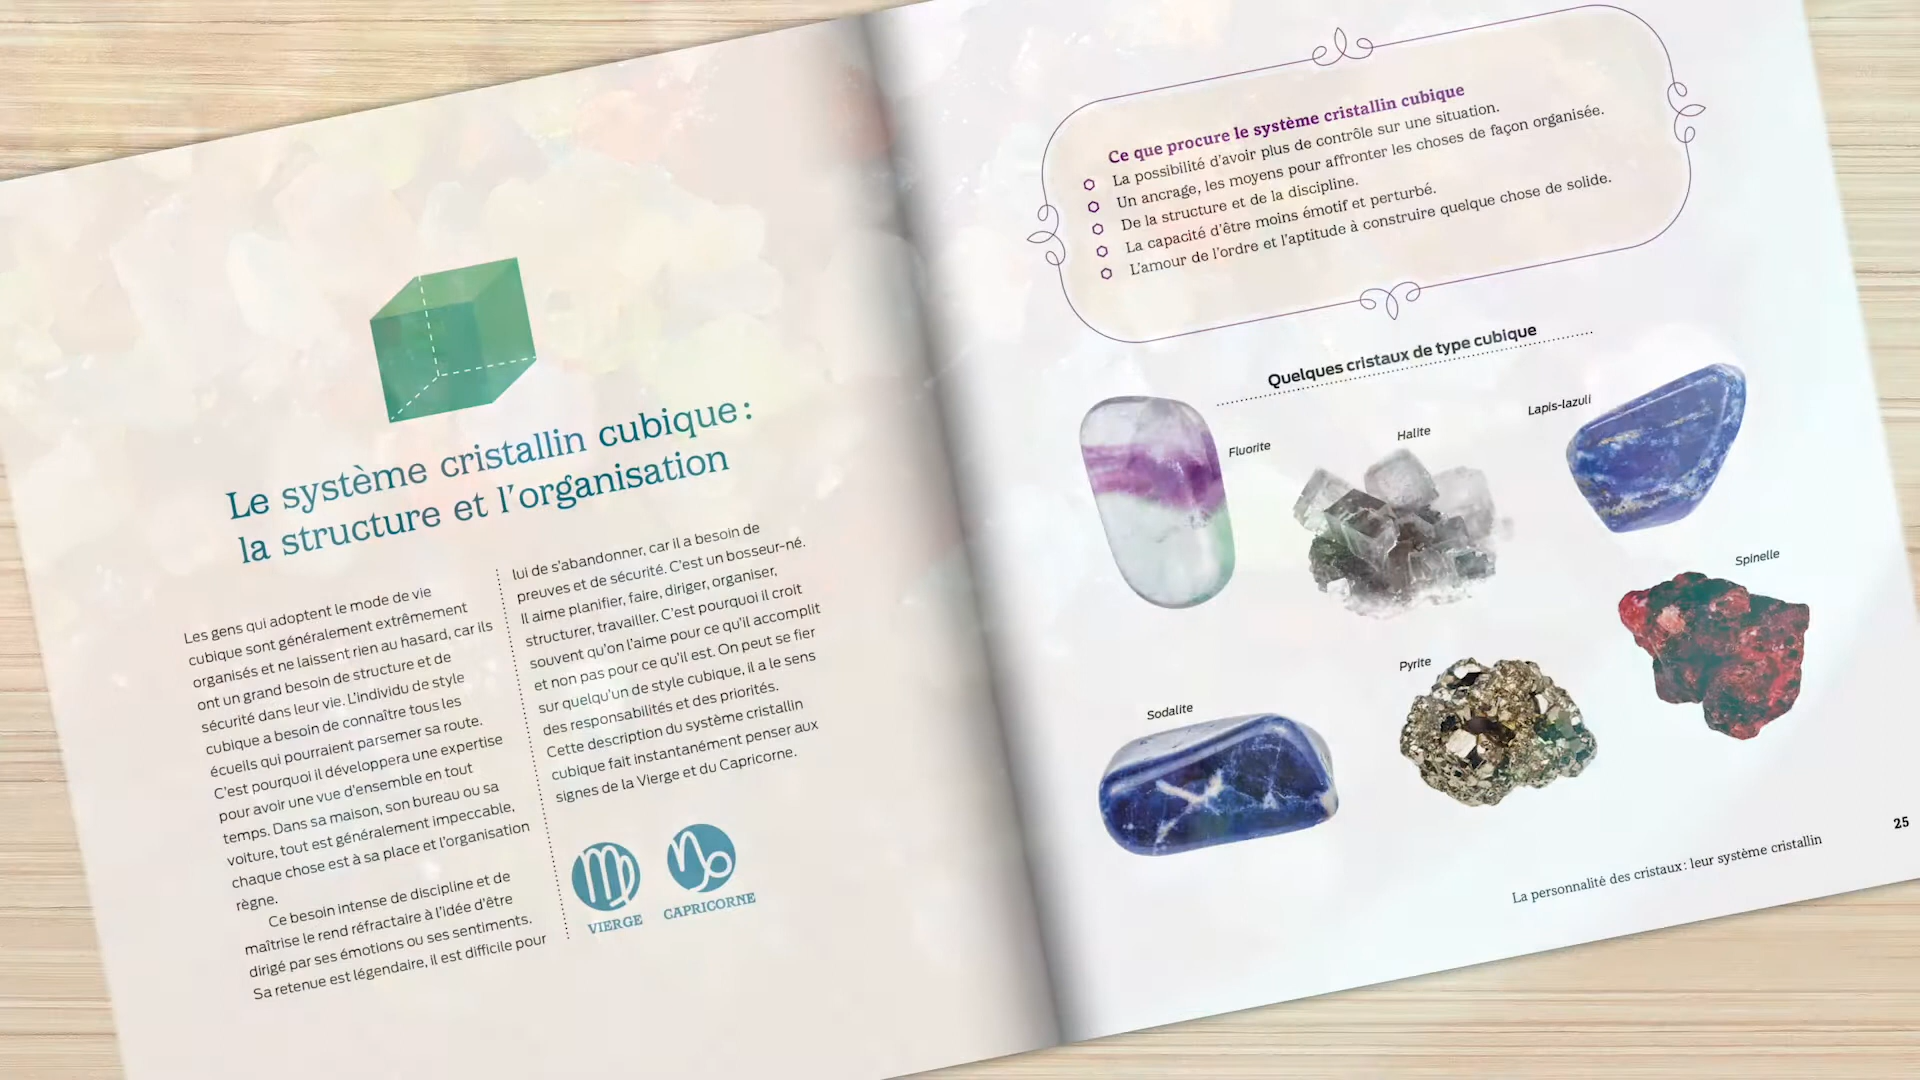 Le système cristallin cubique :
la structure et l'organisation
Les gens qui adoptent le mode de vie
cubique sont généralement extrêmement
organisés et ne laissent rien au hasard, car ils
ont un grand besoin de structure et de
sécurité dans leur vie. L'individu de style
cubique a besoin de connaître tous les
écueils qui pourraient parsemer sa route.
C'est pourquoi il développera une expertise
pour avoir une vue d'ensemble en tout
temps. Dans sa maison, son bureau ou sa
voiture, tout est généralement impeccable,
chaque chose est à sa place et l'organisation
règne.
Ce besoin intense de discipline et de
maîtrise le rend réfractaire à l'idée d'être
dirigé par ses émotions ou ses sentiments.
Sa retenue est légendaire, il est difficile pour
lui de s'abandonner, car il a besoin de
preuves et de sécurité. C'est un bosseur-né.
Il aime planifier, faire, diriger, organiser,
structurer, travailler. C'est pourquoi il croit
souvent qu'on l'aime pour ce qu'il accomplit
et non pas pour ce qu'il est. On peut se fier
sur quelqu'un de style cubique, il a le sens
des responsabilités et des priorités.
Cette description du système cristallin
cubique fait instantanément penser aux
signes de la Vierge et du Capricorne.
VIERGE
CAPRICORNE
Ce que procure le système cristallin cubique
La possibilité d'avoir plus de contrôle sur une situation.
Un ancrage, les moyens pour affronter les choses de façon organisée.
De la structure et de la discipline.
La capacité d'être moins émotif et perturbé.
L'amour de l'ordre et l'aptitude à construire quelque chose de solide.
Quelques cristaux de type cubique
Fluorite
Halite
Lapis-lazuli
Spinelle
Pyrite
Sodalite
La personnalité des cristaux : leur système cristallin
25